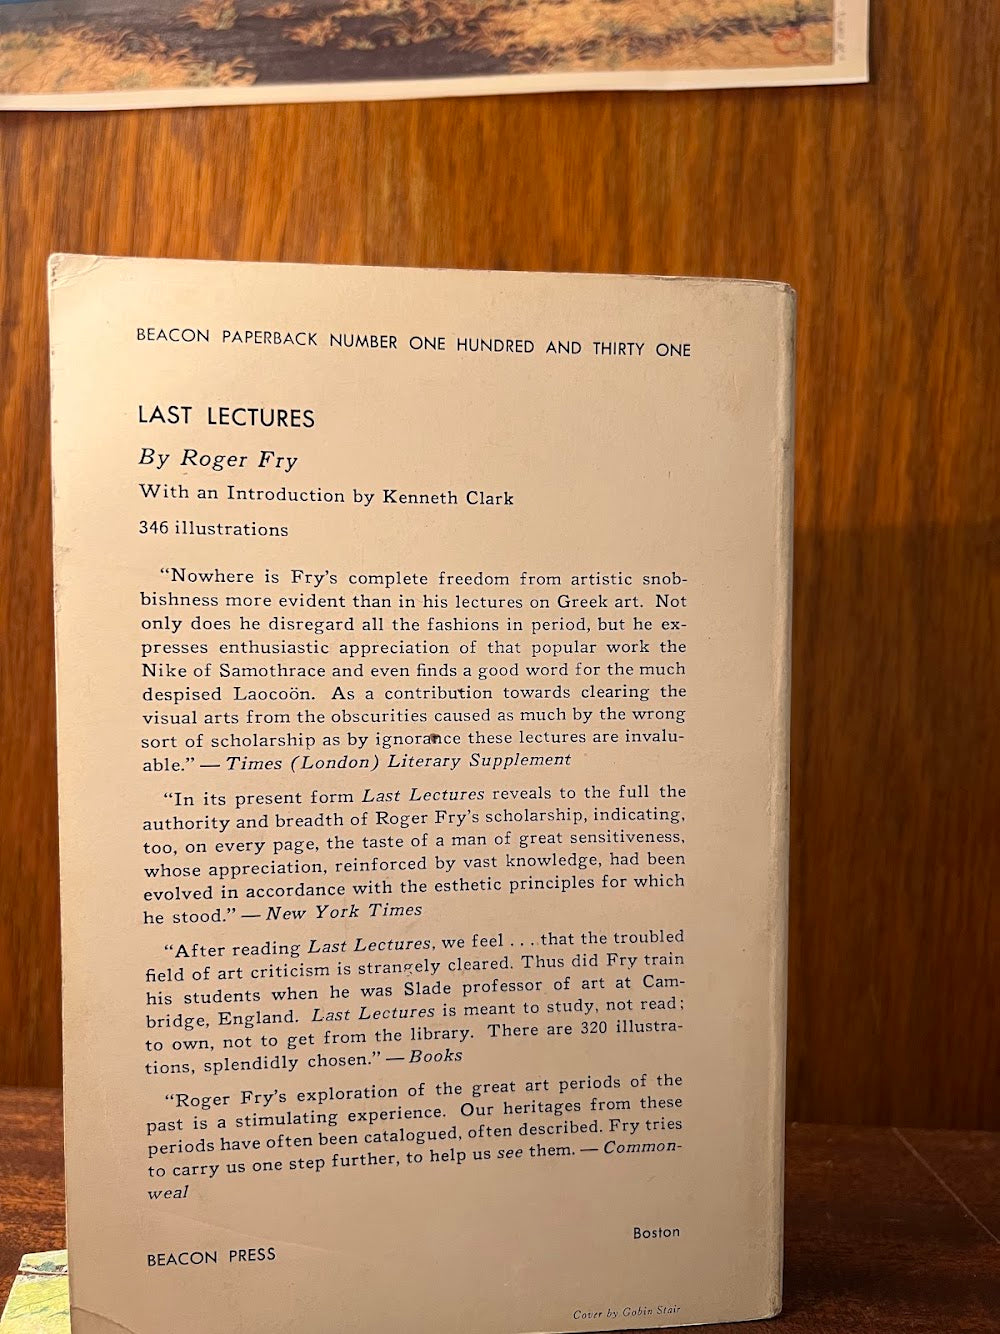 BEACON PAPERBACK NUMBER ONE HUNDRED AND THIRTY ONE
LAST LECTURES
By Roger Fry
With an Introduction by Kenneth Clark
346 illustrations
“Nowhere is Fry’s complete freedom from artistic snob-
bishness more evident than in his lectures on Greek art. Not
only does he disregard all the fashions in period, but he ex-
presses enthusiastic appreciation of that popular work the
Nike of Samothrace and even finds a good word for the much
despised Laocoön. As a contribution towards clearing the
visual arts from the obscurities caused as much by the wrong
sort of scholarship as by ignorance these lectures are invalu-
able.” — Times (London) Literary Supplement
“In its present form Last Lectures reveals to the full the
authority and breadth of Roger Fry’s scholarship, indicating,
too, on every page, the taste of a man of great sensitiveness,
whose appreciation, reinforced by vast knowledge, had been
evolved in accordance with the esthetic principles for which
he stood.” — New York Times
“After reading Last Lectures, we feel . . . that the troubled
field of art criticism is strangely cleared. Thus did Fry train
his students when he was Slade professor of art at Cam-
bridge, England. Last Lectures is meant to study, not read;
to own, not to get from the library. There are 320 illustra-
tions, splendidly chosen.” — Books
“Roger Fry’s exploration of the great art periods of the
past is a stimulating experience. Our heritages from these
periods have often been catalogued, often described. Fry tries
to carry us one step further, to help us see them. — Common-
weal
Boston
BEACON PRESS
Cover by Gobin Stair